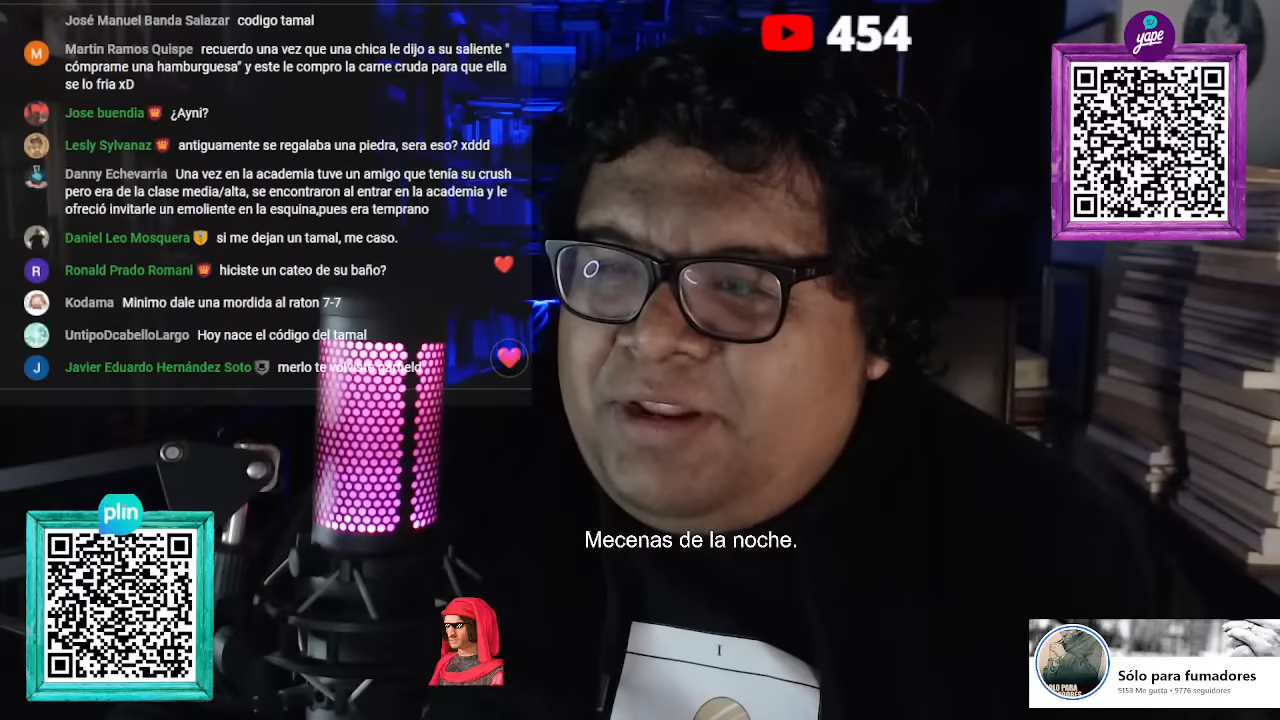 José Manuel Banda Salazar codigo tamal
Martin Ramos Quispe recuerdo una vez que una chica le dijo a su saliente "
cómprame una hamburguesa" y este le compro la carne cruda para que ella
se lo fria xD
Jose buendia ¿Ayni?
Lesly Sylvanaz antiguamente se regalaba una piedra, sera eso? xddd
Danny Echevarria Una vez en la academia tuve un amigo que tenía su crush
pero era de la clase media/alta, se encontraron al entrar en la academia y le
ofreció invitarle un emoliente en la esquina,pues era temprano
Daniel Leo Mosquera si me dejan un tamal, me caso.
R Ronald Prado Romani hiciste un cateo de su baño?
Kodama Minimo dale una mordida al raton 7-7
UntipoDcabelloLargo Hoy nace el código del tamal
J Javier Eduardo Hernández Soto merlo te volviste garfield
M
454
S/
yape
plin
Mecenas de la noche.
I
SÓLO PARA
FUMADORES
Sólo para fumadores
9153 Me gusta • 9776 seguidores